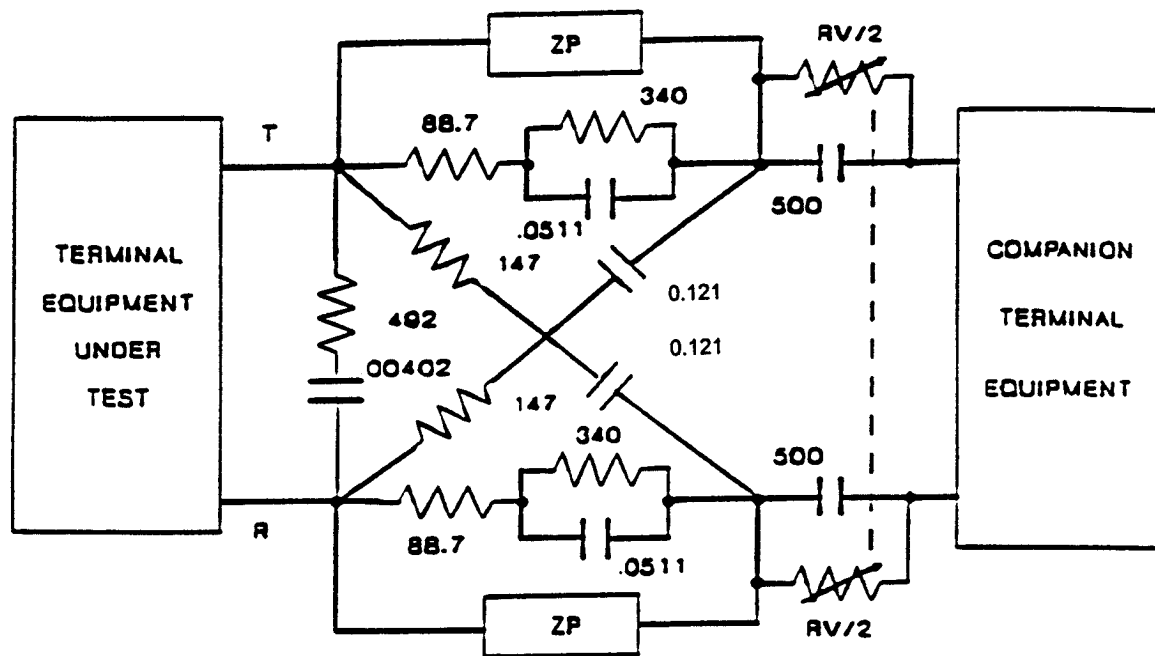 ZP
RV/2
340
88.7
T
.0511
500
TERMINAL
EQUIPMENT
UNDER
TEST
147
0.121
COMPANION
TERMINAL
EQUIPMENT
492
.00402
0.121
147
340
500
R
88.7
.0511
ZP
RV/2